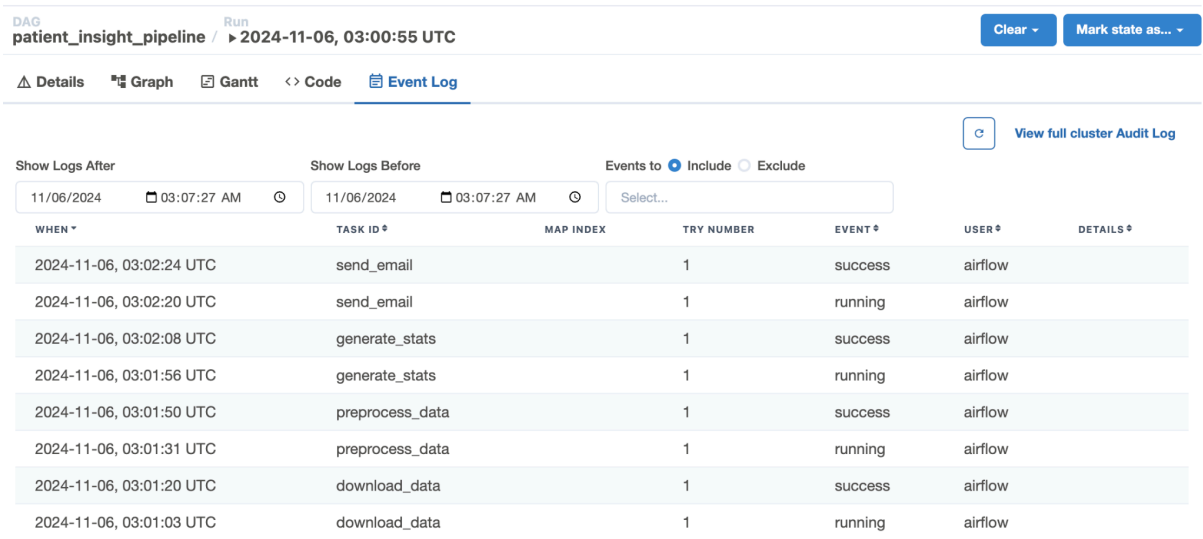 DAG Run
patient_insight_pipeline / 2024-11-06, 03:00:55 UTC
Clear Mark state as...
Details Graph Gantt Code Event Log
View full cluster Audit Log
Show Logs After Show Logs Before Events to Include Exclude
11/06/2024 03:07:27 AM 11/06/2024 03:07:27 AM Select...
WHEN TASK ID MAP INDEX TRY NUMBER EVENT USER DETAILS
2024-11-06, 03:02:24 UTC send_email 1 success airflow
2024-11-06, 03:02:20 UTC send_email 1 running airflow
2024-11-06, 03:02:08 UTC generate_stats 1 success airflow
2024-11-06, 03:01:56 UTC generate_stats 1 running airflow
2024-11-06, 03:01:50 UTC preprocess_data 1 success airflow
2024-11-06, 03:01:31 UTC preprocess_data 1 running airflow
2024-11-06, 03:01:20 UTC download_data 1 success airflow
2024-11-06, 03:01:03 UTC download_data 1 running airflow